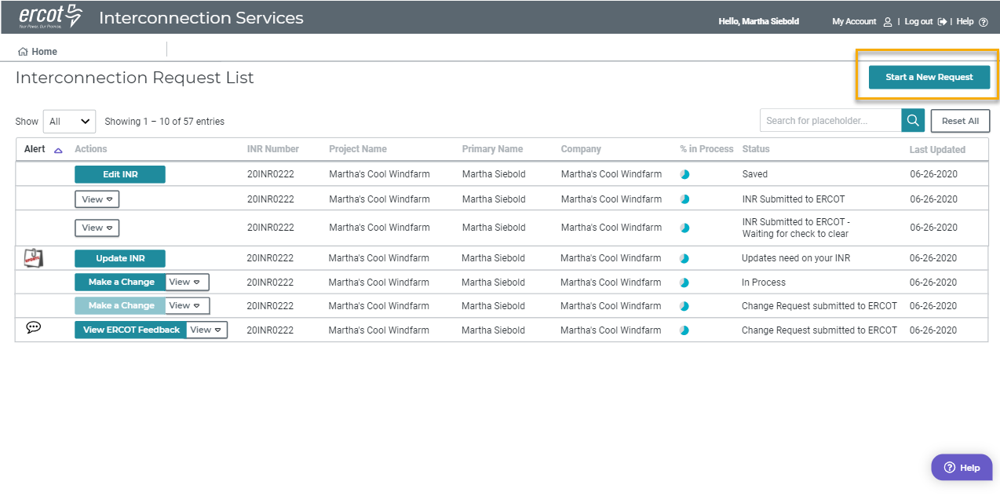 ercot
Your Power. Our Promise.
Interconnection Services
Hello, Martha Siebold
My Account | Log out | Help
Home
Interconnection Request List
Start a New Request
Show All Showing 1 – 10 of 57 entries
Search for placeholder...
Reset All
Alert Actions INR Number Project Name Primary Name Company % in Process Status Last Updated
Edit INR 20INR0222 Martha's Cool Windfarm Martha Siebold Martha's Cool Windfarm Saved 06-26-2020
View 20INR0222 Martha's Cool Windfarm Martha Siebold Martha's Cool Windfarm INR Submitted to ERCOT 06-26-2020
View 20INR0222 Martha's Cool Windfarm Martha Siebold Martha's Cool Windfarm INR Submitted to ERCOT - 06-26-2020
Waiting for check to clear
Update INR 20INR0222 Martha's Cool Windfarm Martha Siebold Martha's Cool Windfarm Updates need on your INR 06-26-2020
Make a Change View 20INR0222 Martha's Cool Windfarm Martha Siebold Martha's Cool Windfarm In Process 06-26-2020
Make a Change View 20INR0222 Martha's Cool Windfarm Martha Siebold Martha's Cool Windfarm Change Request submitted to ERCOT 06-26-2020
View ERCOT Feedback View 20INR0222 Martha's Cool Windfarm Martha Siebold Martha's Cool Windfarm Change Request submitted to ERCOT 06-26-2020
Help